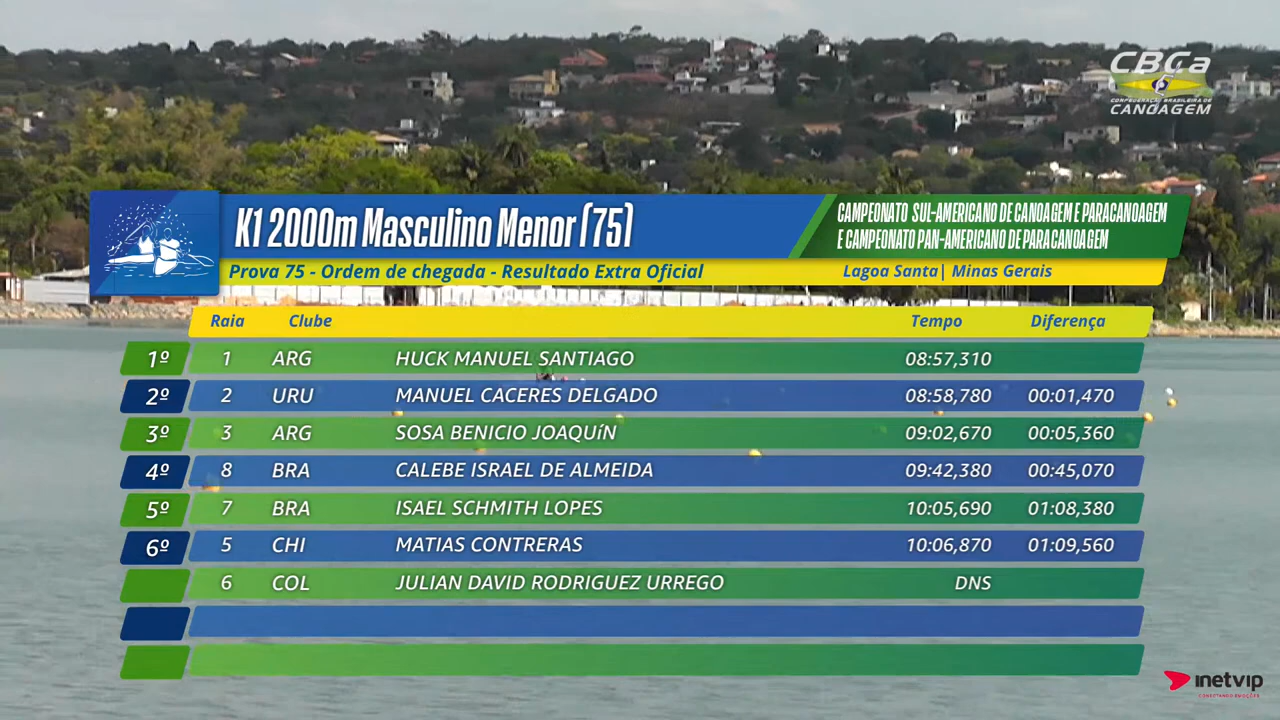 CBCa
CONFEDERAÇÃO BRASILEIRA DE
CANOAGEM
K1 2000m Masculino Menor (75)
CAMPEONATO SUL-AMERICANO DE CANOAGEM E PARACANOAGEM
E CAMPEONATO PAN-AMERICANO DE PARACANOAGEM
Prova 75 - Ordem de chegada - Resultado Extra Oficial
Lagoa Santa| Minas Gerais
Raia Clube Tempo Diferença
1º 1 ARG HUCK MANUEL SANTIAGO 08:57,310
2º 2 URU MANUEL CACERES DELGADO 08:58,780 00:01,470
3º 3 ARG SOSA BENICIO JOAQUíN 09:02,670 00:05,360
4º 8 BRA CALEBE ISRAEL DE ALMEIDA 09:42,380 00:45,070
5º 7 BRA ISAEL SCHMITH LOPES 10:05,690 01:08,380
6º 5 CHI MATIAS CONTRERAS 10:06,870 01:09,560
6 COL JULIAN DAVID RODRIGUEZ URREGO DNS
inetvip
CONECTANDO EMOÇÕES